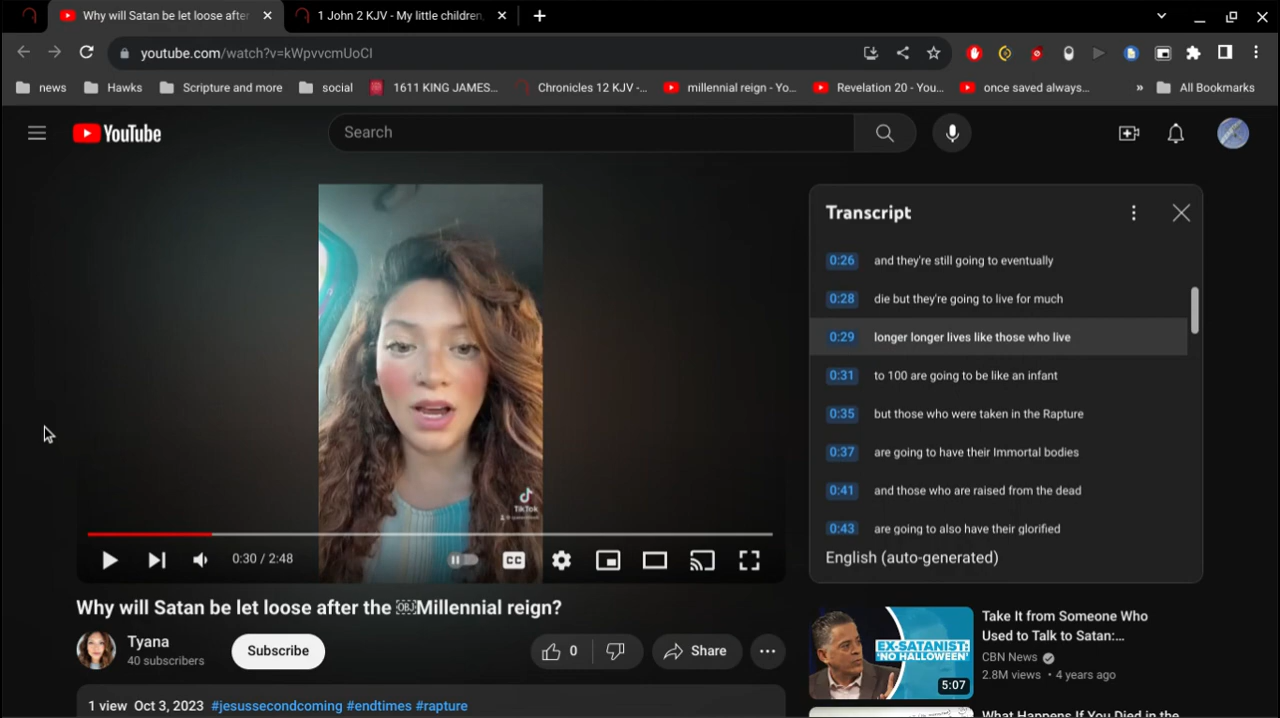 Why will Satan be let loose after
1 John 2 KJV - My little children,
youtube.com/watch?v=kWpvvcmUoCI
news
Hawks
Scripture and more
social
1611 KING JAMES...
Chronicles 12 KJV -...
millennial reign - Yo...
Revelation 20 - You...
once saved always...
»
All Bookmarks
YouTube
Search
Transcript
0:26 and they're still going to eventually
0:28 die but they're going to live for much
0:29 longer longer lives like those who live
0:31 to 100 are going to be like an infant
0:35 but those who were taken in the Rapture
0:37 are going to have their Immortal bodies
0:41 and those who are raised from the dead
0:43 are going to also have their glorified
English (auto-generated)
TikTok
0:30 / 2:48
CC
Why will Satan be let loose after the OBJMillennial reign?
Tyana
40 subscribers
Subscribe
0
Share
1 view Oct 3, 2023 #jesussecondcoming #endtimes #rapture
EX-SATANIST:
'NO HALLOWEEN'
5:07
Take It from Someone Who
Used to Talk to Satan:...
CBN News
2.8M views • 4 years ago
What Happens If You Died in the